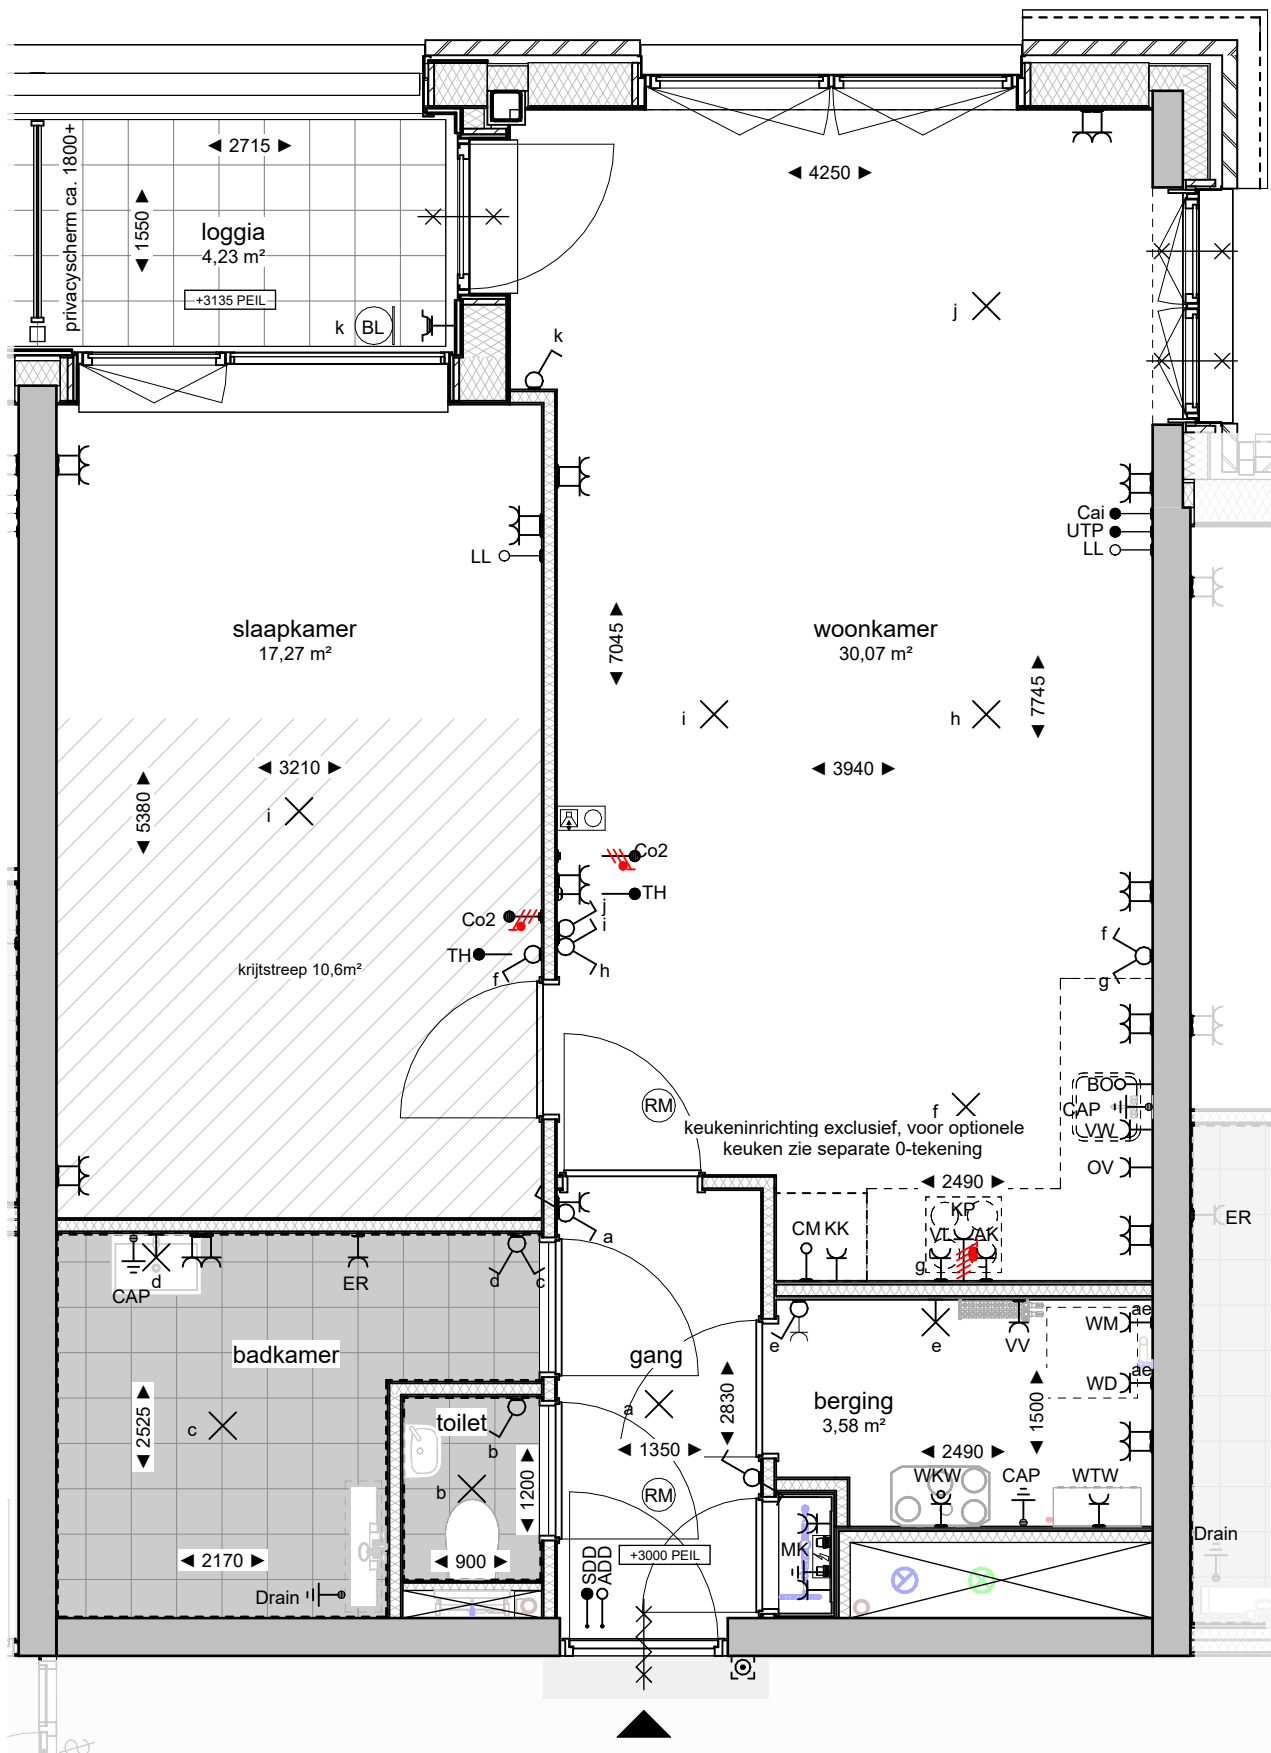 privacyscherm ca. 1800+
◄ 2715 ►
◄ 1550 ►
loggia
4,23 m²
+3135 PEIL
k
BL
◄ 4250 ►
j
k
Cai
UTP
LL
LL
slaapkamer
17,27 m²
◄ 7045 ►
woonkamer
30,07 m²
◄ 7745 ►
i
h
◄ 3210 ►
◄ 3940 ►
◄ 5380 ►
i
Co2
TH
j
i
h
Co2
TH
f
krijtstreep 10,6m²
f
g
RM
f
keukeninrichting exclusief, voor optionele
keuken zie separate 0-tekening
BO
CAP
VW
OV
◄ 2490 ►
KP
VL
AK
g
CM
KK
a
ER
d
CAP
ER
d
c
badkamer
gang
e
e
VV
ae
WM
ae
WD
berging
3,58 m²
◄ 2830 ►
◄ 1500 ►
a
◄ 1350 ►
◄ 2525 ►
c
toilet
b
b
◄ 1200 ►
◄ 2490 ►
WKW
CAP
WTW
RM
MK
+3000 PEIL
SDD
ADD
◄ 2170 ►
◄ 900 ►
Drain
Drain